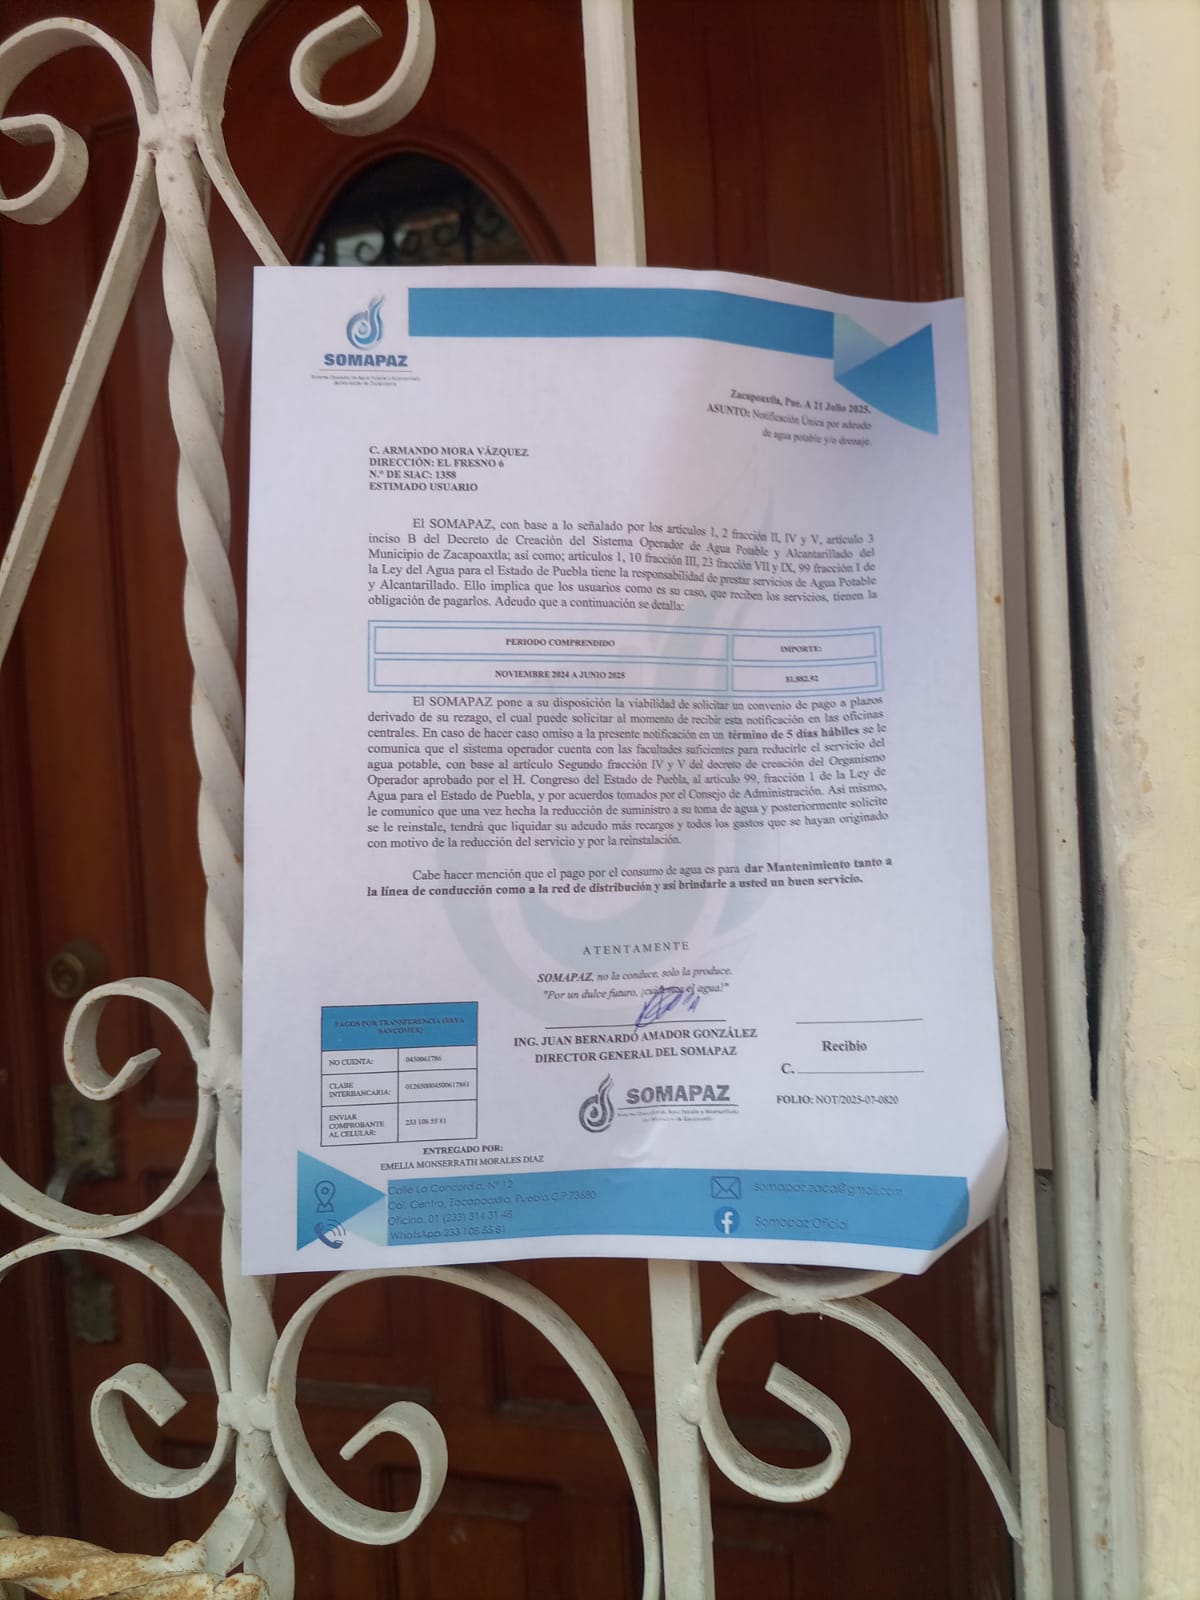 SOMAPAZ
Sistema Operador de Agua Potable y Alcantarillado
del Municipio de Zacapoaxtla
Zacapoaxtla, Pue. A 21 Julio 2025.
ASUNTO: Notificación Única por adeudo
de agua potable y/o drenaje.
C. ARMANDO MORA VÁZQUEZ
DIRECCIÓN: EL FRESNO 6
N.° DE SIAC: 1358
ESTIMADO USUARIO
El SOMAPAZ, con base a lo señalado por los artículos 1, 2 fracción II, IV y V, artículo 3
inciso B del Decreto de Creación del Sistema Operador de Agua Potable y Alcantarillado del
Municipio de Zacapoaxtla; así como; artículos 1, 10 fracción III, 23 fracción VII y IX, 99 fracción I de
la Ley del Agua para el Estado de Puebla tiene la responsabilidad de prestar servicios de Agua Potable
y Alcantarillado. Ello implica que los usuarios como es su caso, que reciben los servicios, tienen la
obligación de pagarlos. Adeudo que a continuación se detalla:
PERIODO COMPRENDIDO IMPORTE:
NOVIEMBRE 2024 A JUNIO 2025 $1,882.92
El SOMAPAZ pone a su disposición la viabilidad de solicitar un convenio de pago a plazos
derivado de su rezago, el cual puede solicitar al momento de recibir esta notificación en las oficinas
centrales. En caso de hacer caso omiso a la presente notificación en un término de 5 días hábiles se le
comunica que el sistema operador cuenta con las facultades suficientes para reducirle el servicio del
agua potable, con base al artículo Segundo fracción IV y V del decreto de creación del Organismo
Operador aprobado por el H. Congreso del Estado de Puebla, al artículo 99, fracción 1 de la Ley de
Agua para el Estado de Puebla, y por acuerdos tomados por el Consejo de Administración. Así mismo,
le comunico que una vez hecha la reducción de suministro a su toma de agua y posteriormente solicite
se le reinstale, tendrá que liquidar su adeudo más recargos y todos los gastos que se hayan originado
con motivo de la reducción del servicio y por la reinstalación.
Cabe hacer mención que el pago por el consumo de agua es para dar Mantenimiento tanto a
la línea de conducción como a la red de distribución y así brindarle a usted un buen servicio.
ATENTAMENTE
SOMAPAZ, no la conduce, solo la produce.
"Por un dulce futuro, ¡cuidemos el agua!"
ING. JUAN BERNARDO AMADOR GONZÁLEZ
DIRECTOR GENERAL DEL SOMAPAZ
SOMAPAZ
Recibio
C.
FOLIO: NOT/2025-07-0820
PAGOS POR TRANSFERENCIA (BBVA
BANCOMER)
NO CUENTA: 0450061786
CLABE
INTERBANCARIA:
ENVIAR
COMPROBANTE
AL CELULAR: 233 108 55 81
ENTREGADO POR:
EMELIA MONSERRATH MORALES DIAZ
Calle La Concordia, N° 12
Col. Centro, Zacapoaxtla, Puebla C.P.73680
Oficina. 01 (233) 314 31 48
WhatsApp 233 108 55 81
somapaz.zaca@gmail.com
Somapaz Oficial